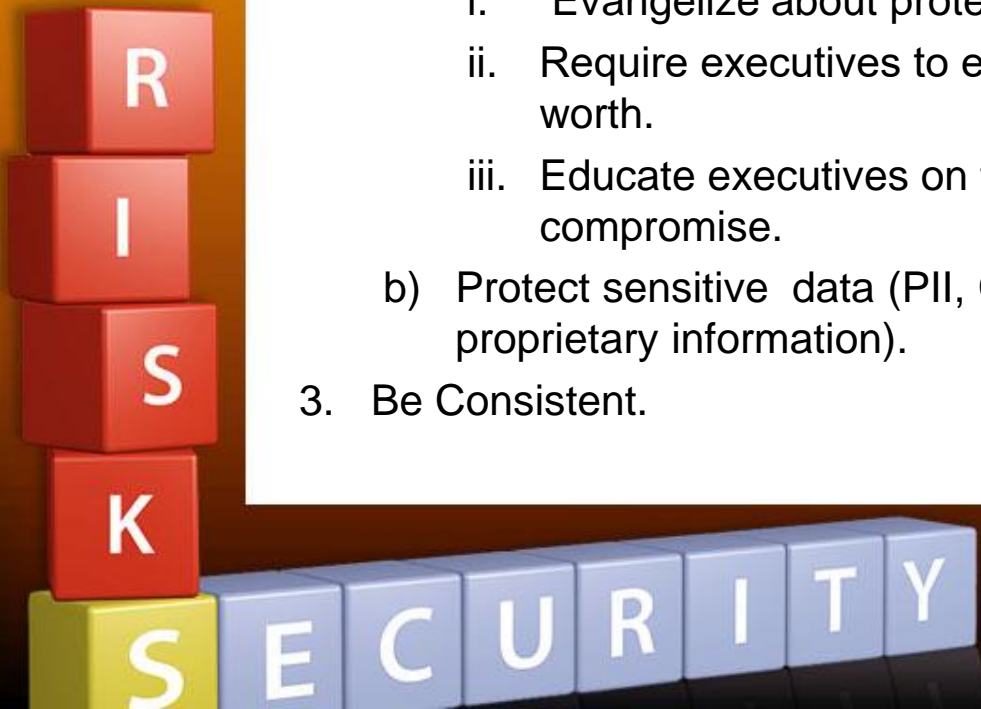 R
I
S
K
SECURITY
i. Evangelize about
ii. Require executives to
worth.
iii. Educate executives on
compromise.
b) Protect sensitive data (PII,
proprietary information).
3. Be Consistent.